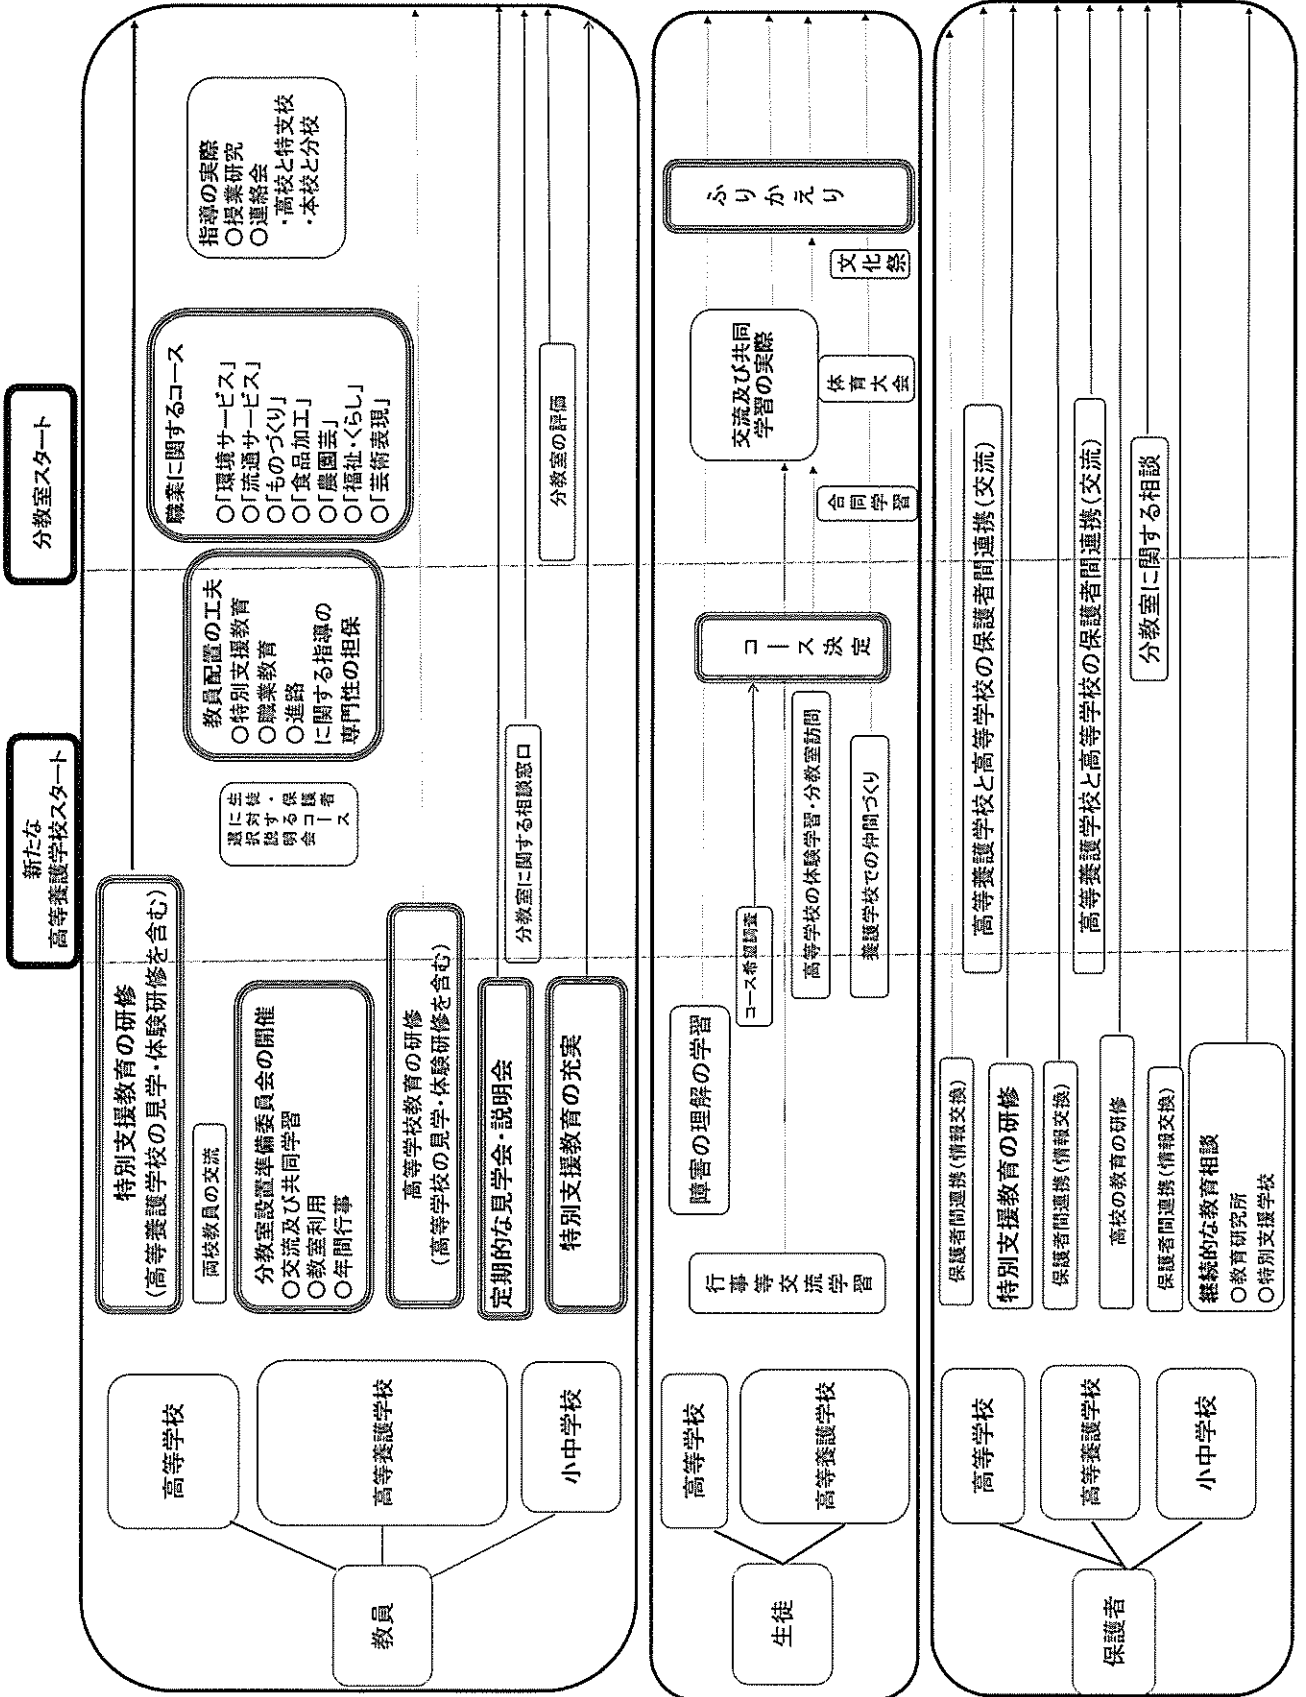 新たな
高等養護学校スタート
分教室スタート
教員
高等学校
高等養護学校
小中学校
特別支援教育の研修
(高等養護学校の見学・体験研修を含む)
両校教員の交流
分教室設置準備委員会の開催
○交流及び共同学習
○教室利用
○年間行事
高等学校教育の研修
(高等学校の見学・体験研修を含む)
定期的な見学会・説明会
特別支援教育の充実
生徒・保護者
に対するコース
選択説明会
分教室に関する相談窓口
教員配置の工夫
○特別支援教育
○職業教育
○進路
に関する指導の
専門性の担保
職業に関するコース
○「環境サービス」
○「流通サービス」
○「ものづくり」
○「食品加工」
○「農園芸」
○「福祉・くらし」
○「芸術表現」
分教室の評価
指導の実際
○授業研究
○連絡会
・高校と特支校
・本校と分校
生徒
高等学校
高等養護学校
行事等交流学習
障害の理解の学習
コース希望調査
高等学校の体験学習・分教室訪問
養護学校での仲間づくり
コース決定
合同学習
交流及び共同
学習の実際
体育大会
文化祭
ふりかえり
保護者
高等学校
高等養護学校
小中学校
保護者間連携(情報交換)
特別支援教育の研修
保護者間連携(情報交換)
高校の教育の研修
保護者間連携(情報交換)
継続的な教育相談
○教育研究所
○特別支援学校
高等養護学校と高等学校の保護者間連携(交流)
高等養護学校と高等学校の保護者間連携(交流)
分教室に関する相談